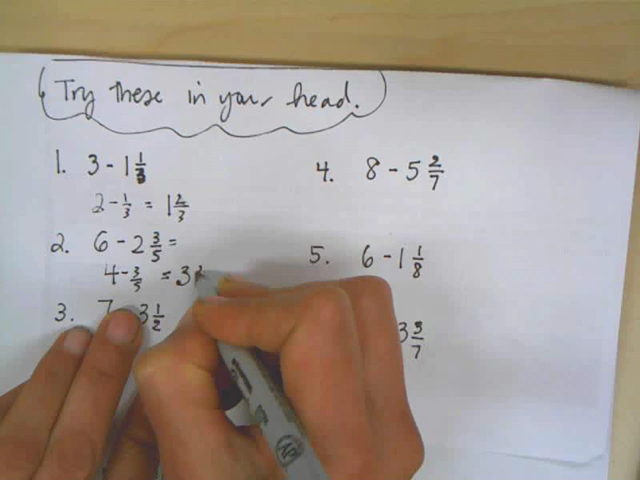 Try these in your head.
1. 3 - 1 1/3
2 - 1/3 = 1 2/3
2. 6 - 2 3/5 =
4 - 3/5 = 3
3. 7 3 1/2
4. 8 - 5 2/7
5. 6 - 1 1/8
3 3/7
AP